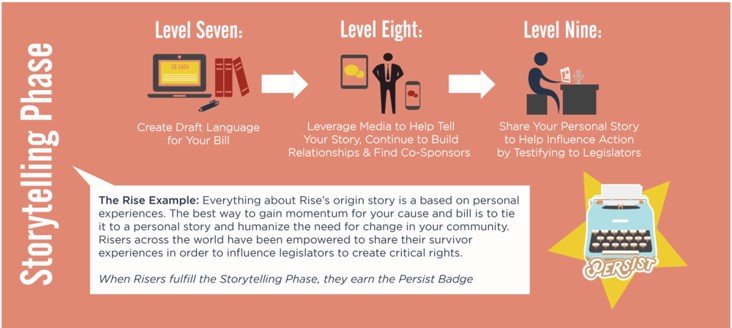 Storytelling Phase
Level Seven:
Level Eight:
Level Nine:
Create Draft Language
for Your Bill
Leverage Media to Help Tell
Your Story, Continue to Build
Relationships & Find Co-Sponsors
Share Your Personal Story
to Help Influence Action
by Testifying to Legislators
The Rise Example: Everything about Rise's origin story is a based on personal
experiences. The best way to gain momentum for your cause and bill is to tie
it to a personal story and humanize the need for change in your community.
Risers across the world have been empowered to share their survivor
experiences in order to influence legislators to create critical rights.
When Risers fulfill the Storytelling Phase, they earn the Persist Badge
PERSIST